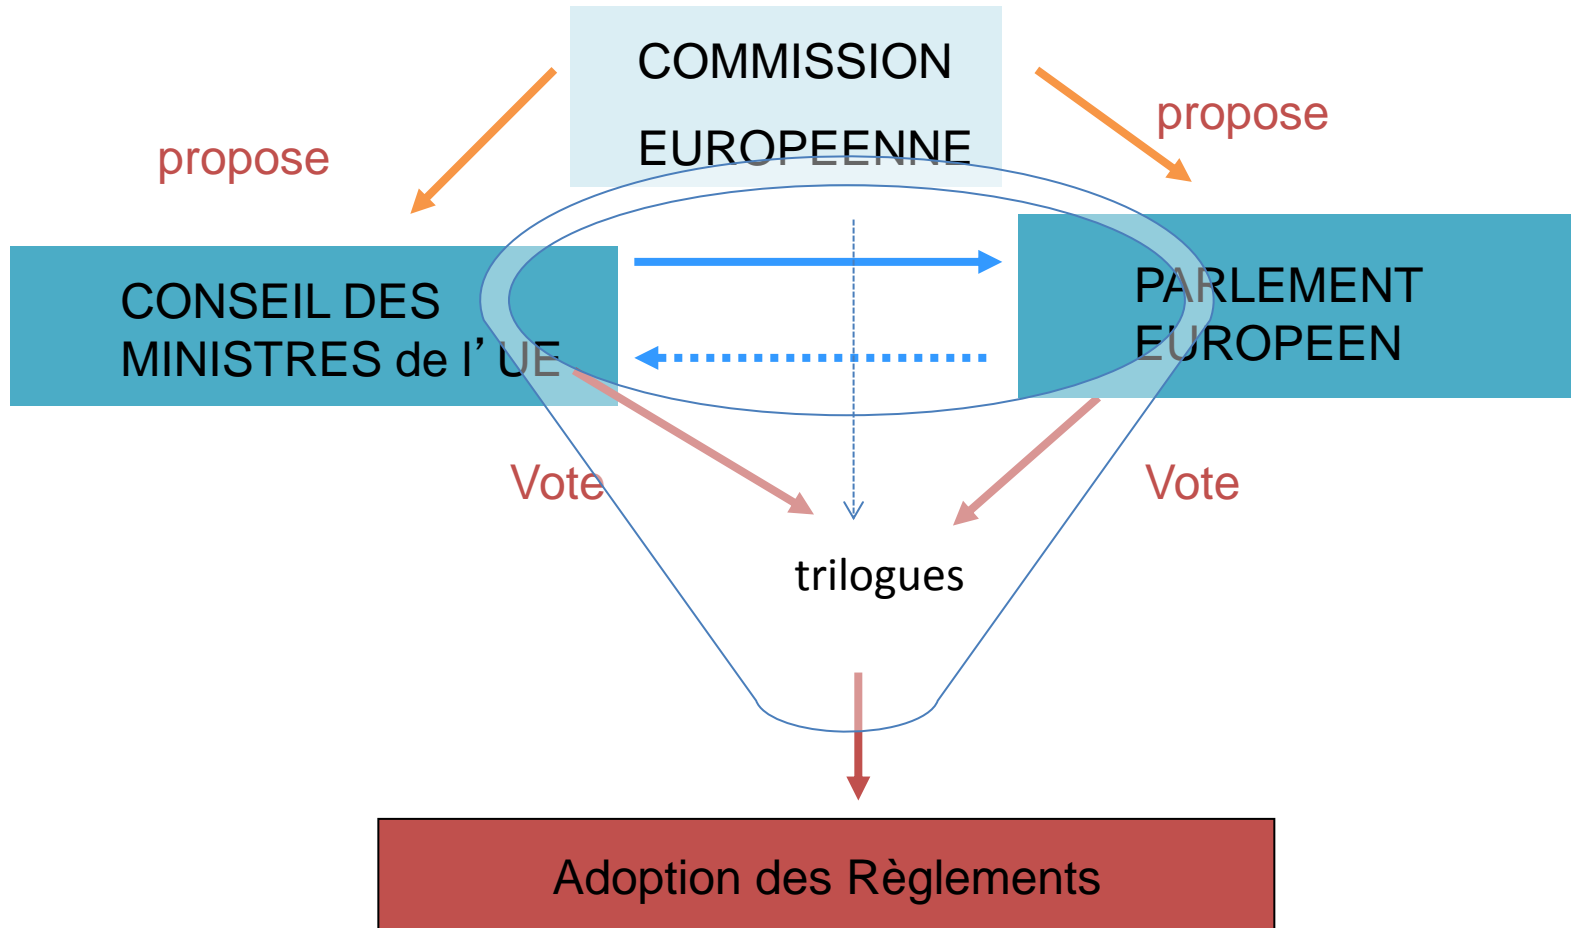 COMMISSION
EUROPEENNE
propose
propose
CONSEIL DES
MINISTRES de l’UE
PARLEMENT
EUROPEEN
Vote
Vote
trilogues
Adoption des Règlements